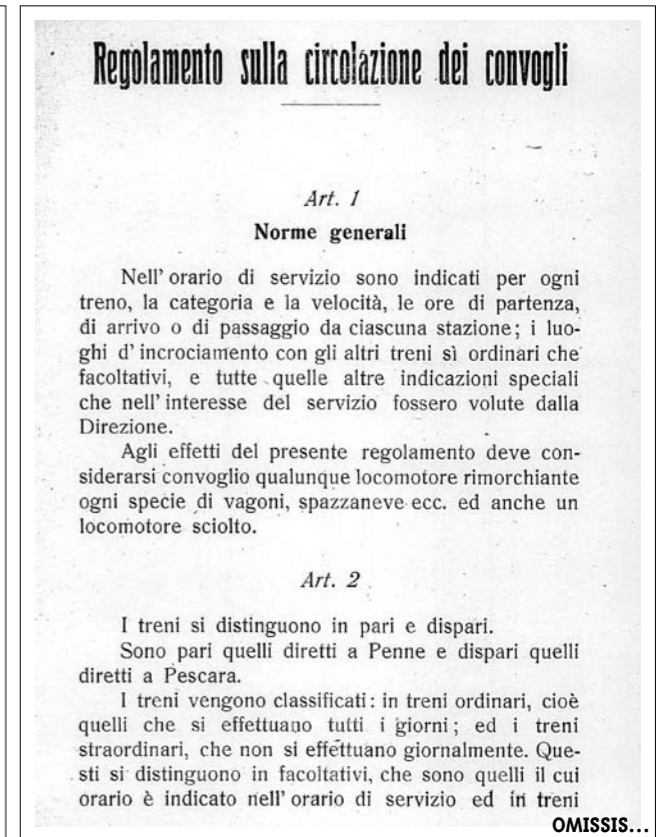 Regolamento sulla circolazione dei convogli
Art. 1
Norme generali
Nell' orario di servizio sono indicati per ogni
treno, la categoria e la velocità, le ore di partenza,
di arrivo o di passaggio da ciascuna stazione; i luo-
ghi d' incrociamento con gli altri treni sì ordinari che
facoltativi, e tutte quelle altre indicazioni speciali
che nell' interesse del servizio fossero volute dalla
Direzione.
Agli effetti del presente regolamento deve con-
siderarsi convoglio qualunque locomotore rimorchiante
ogni specie di vagoni, spazzaneve ecc. ed anche un
locomotore sciolto.
Art. 2
I treni si distinguono in pari e dispari.
Sono pari quelli diretti a Penne e dispari quelli
diretti a Pescara.
I treni vengono classificati: in treni ordinari, cioè
quelli che si effettuano tutti i giorni; ed i treni
straordinari, che non si effettuano giornalmente. Que-
sti si distinguono in facoltativi, che sono quelli il cui
orario è indicato nell' orario di servizio ed in treni
OMISSIS...